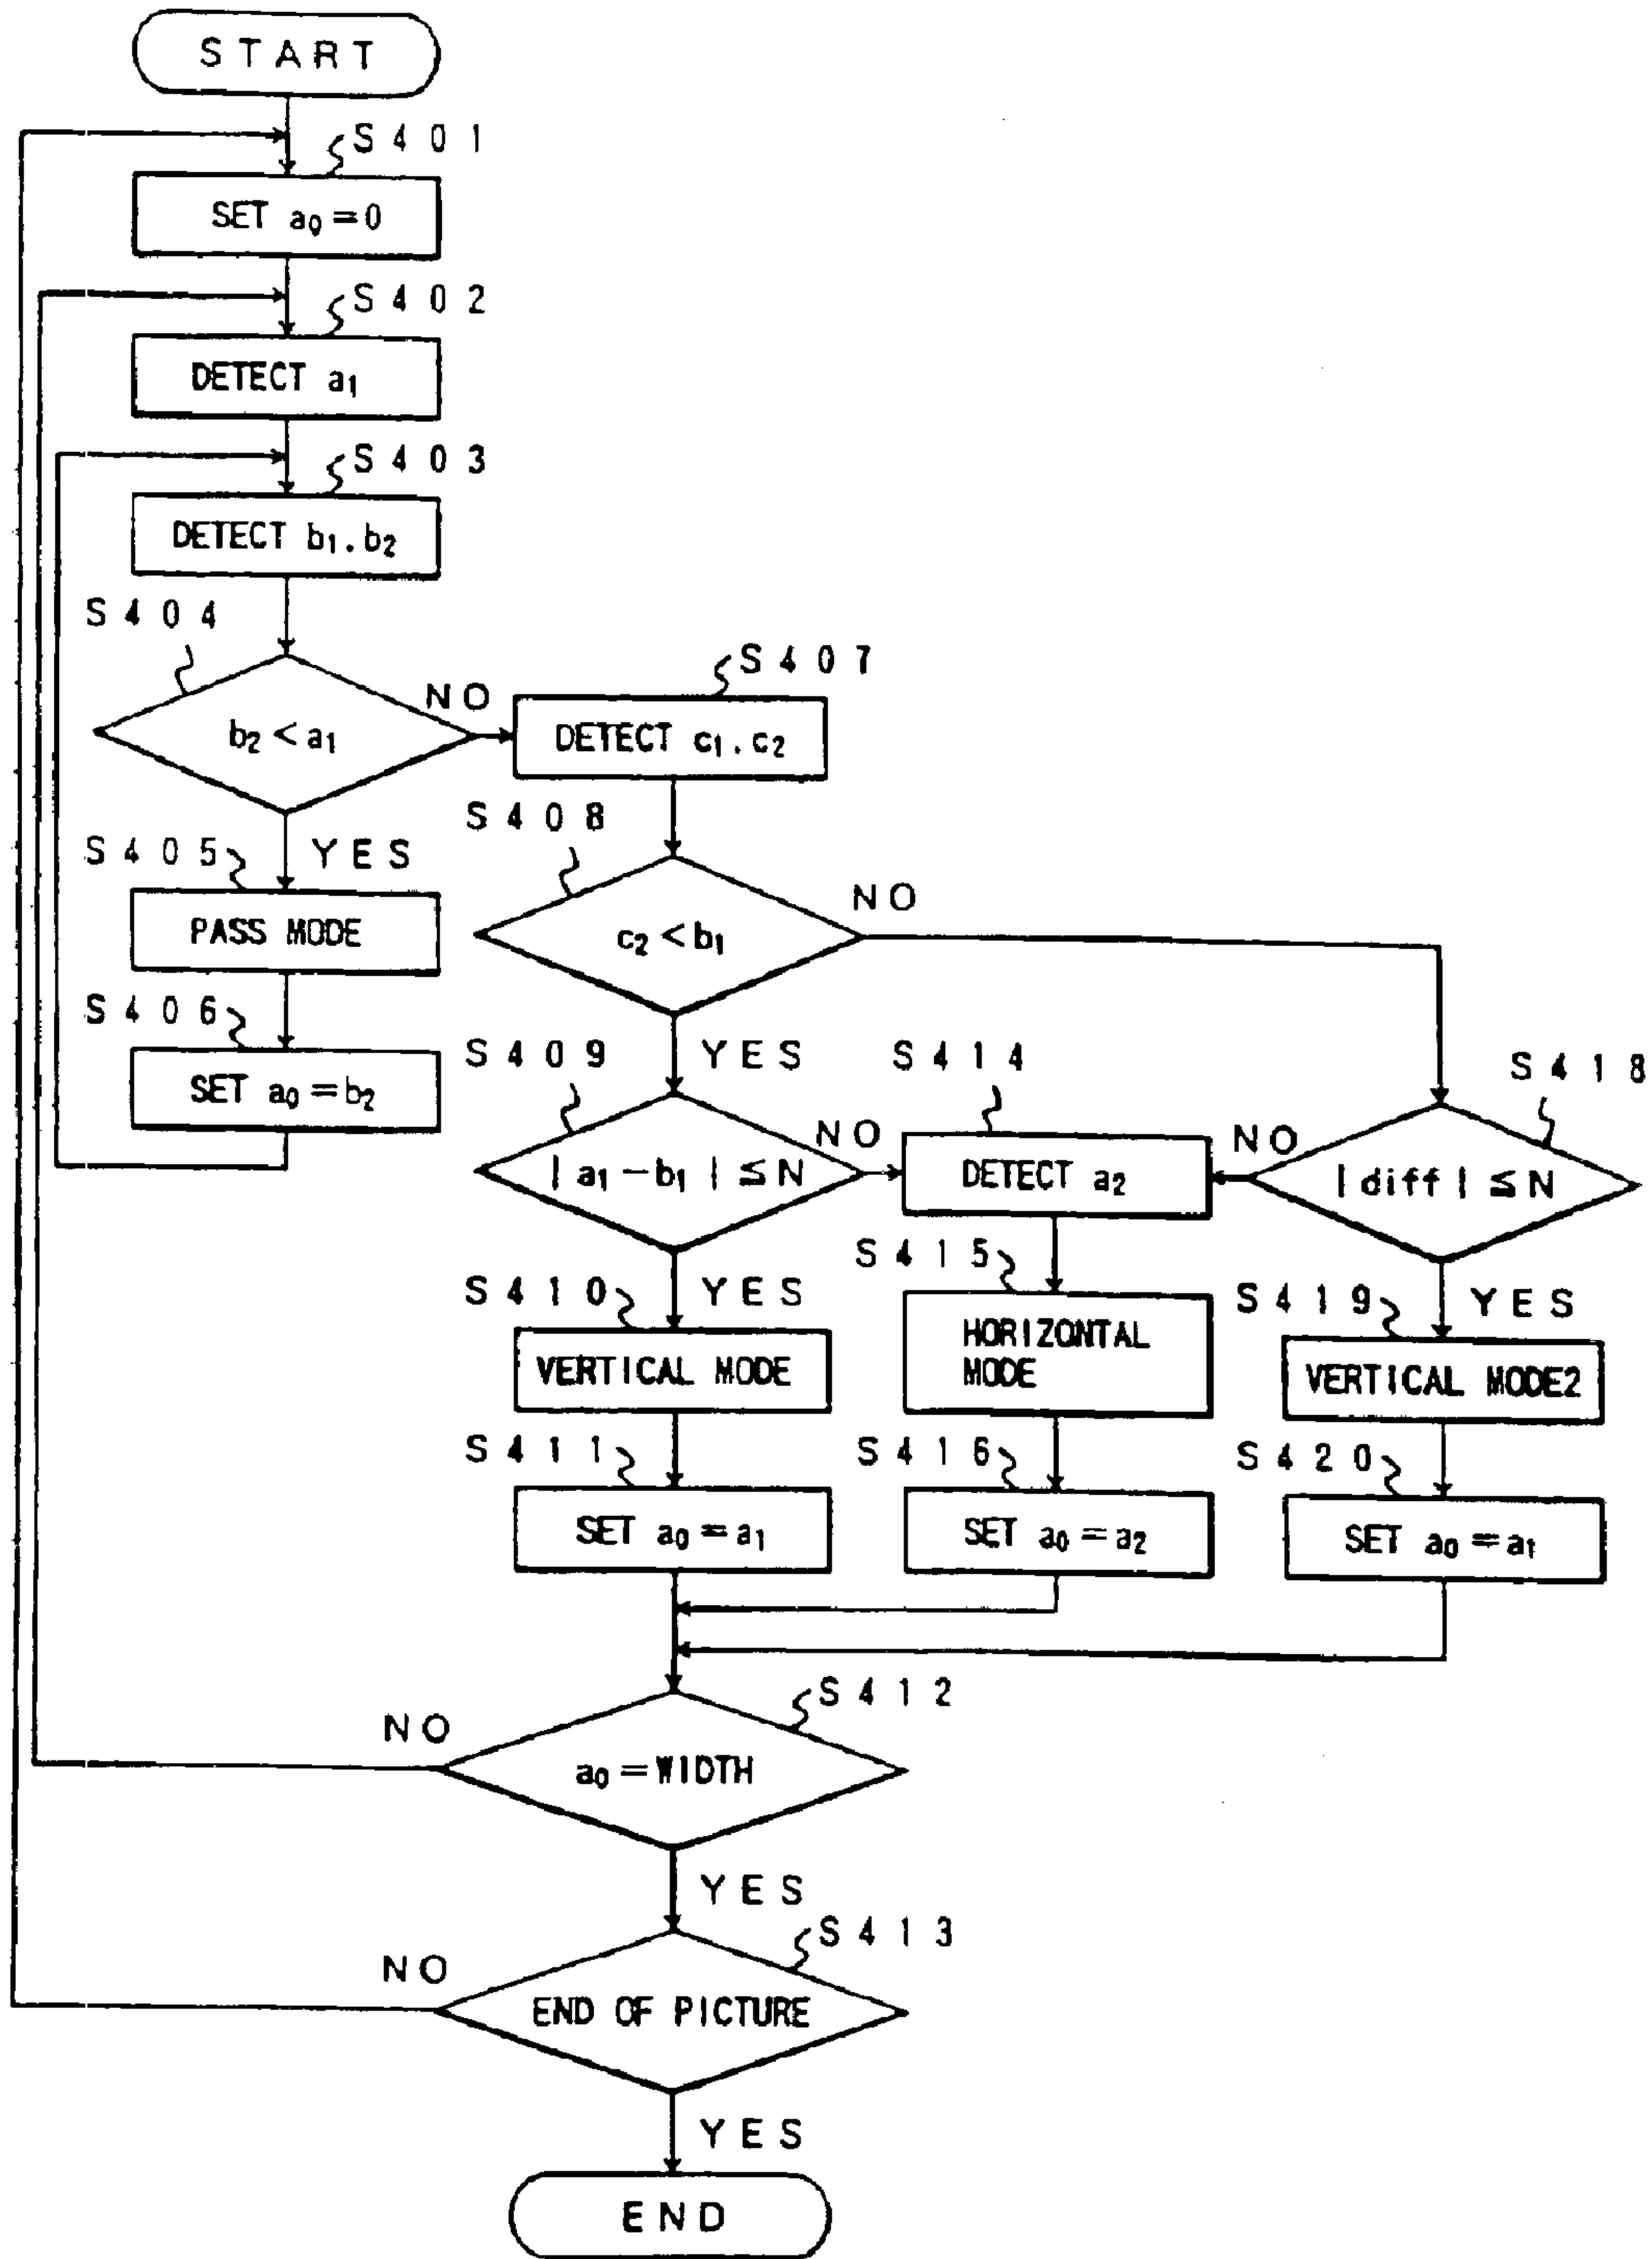 START
S401
SET a₀=0
S402
DETECT a₁
S403
DETECT b₁.b₂
S404
b₂<a₁
NO
S407
DETECT c₁.c₂
S408
S405
YES
NO
PASS MODE
c₂<b₁
S406
SET a₀=b₂
S409
YES
S414
S418
|a₁-b₁|≦N
NO
DETECT a₂
NO
|diff|≦N
S410
YES
S415
S419
YES
VERTICAL MODE
HORIZONTAL
MODE
VERTICAL MODE2
S411
S416
S420
SET a₀=a₁
SET a₀=a₂
SET a₀=a₁
S412
NO
a₀=WIDTH
YES
S413
NO
END OF PICTURE
YES
END